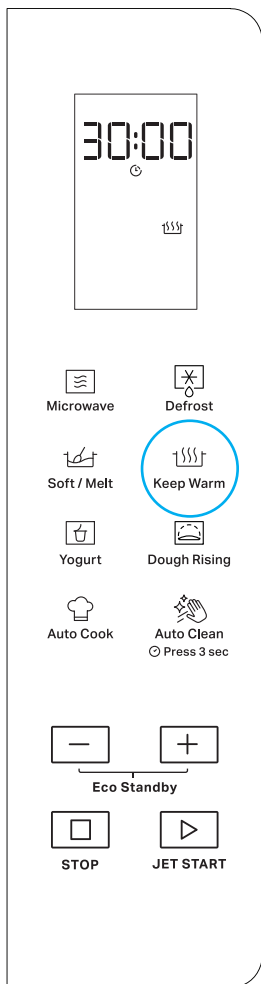 30:00
Microwave
Defrost
Soft / Melt
Keep Warm
Yogurt
Dough Rising
Auto Cook
Auto Clean
Press 3 sec
Eco Standby
STOP
JET START